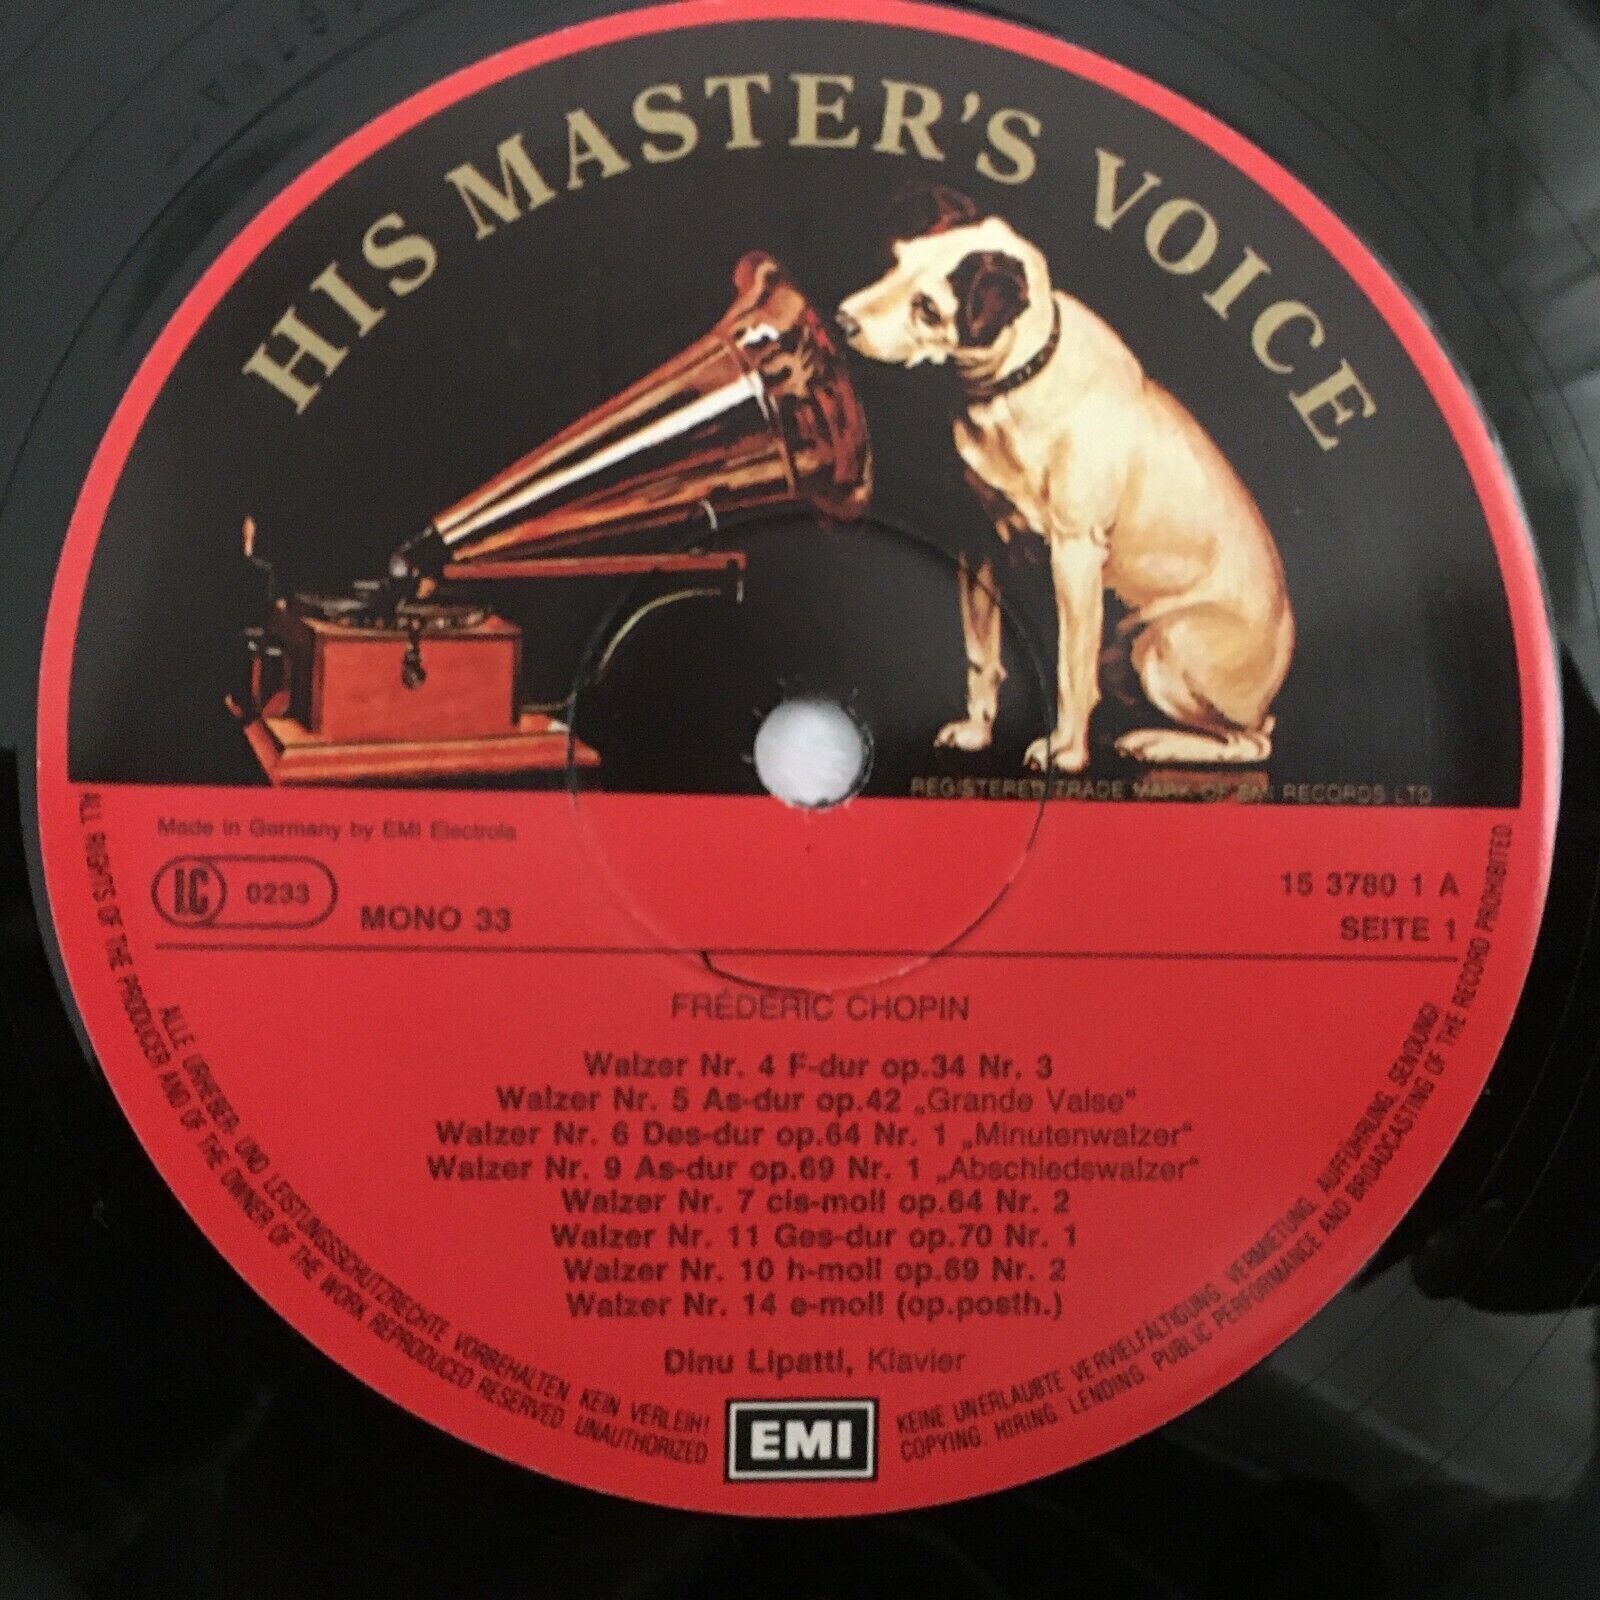 HIS MASTER'S VOICE
REGISTERED TRADE MARK OF EMI RECORDS LTD
Made in Germany by EMI Electrola
LC 0233
MONO 33
15 3780 1 A
SEITE 1
FRÉDÉRIC CHOPIN
Walzer Nr. 4 F-dur op.34 Nr. 3
Walzer Nr. 5 As-dur op.42 „Grande Valse“
Walzer Nr. 6 Des-dur op.64 Nr. 1 „Minutenwalzer“
Walzer Nr. 9 As-dur op.69 Nr. 1 „Abschiedswalzer“
Walzer Nr. 7 cis-moll op.64 Nr. 2
Walzer Nr. 11 Ges-dur op.70 Nr. 1
Walzer Nr. 10 h-moll op.69 Nr. 2
Walzer Nr. 14 e-moll (op.posth.)
Dinu Lipatti, Klavier
EMI
ALLE URHEBER- UND LEISTUNGSSCHUTZRECHTE VORBEHALTEN. KEIN VERLEIH! KEINE UNERLAUBTE VERVIELFÄLTIGUNG, VERMIETUNG, AUFFÜHRUNG, SENDUNG!
ALL RIGHTS OF THE PRODUCER AND OF THE OWNER OF THE WORK REPRODUCED RESERVED. UNAUTHORIZED COPYING, HIRING, LENDING, PUBLIC PERFORMANCE AND BROADCASTING OF THE RECORD PROHIBITED